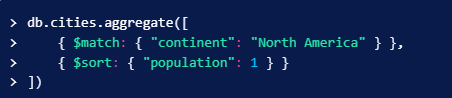 > db.cities.aggregate([
>     { $match: { "continent": "North America" } },
>     { $sort: { "population": 1 } }
> ])